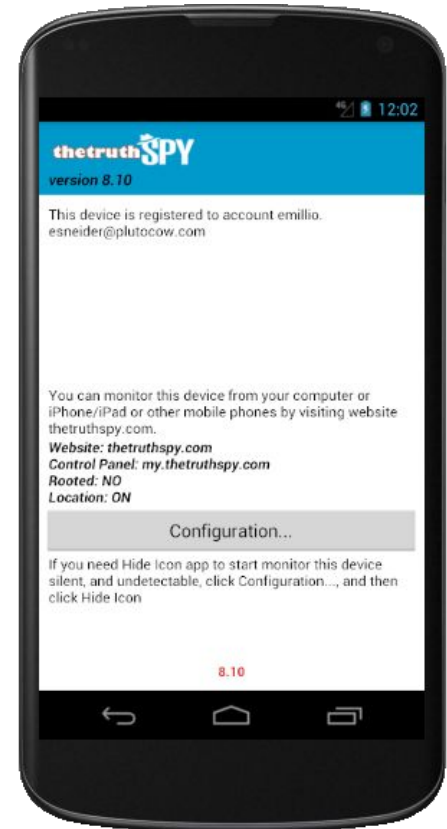 12:02
thetruthSPY
version 8.10
This device is registered to account emillio.
esneider@plutocow.com
You can monitor this device from your computer or
iPhone/iPad or other mobile phones by visiting website
thetruthspy.com.
Website: thetruthspy.com
Control Panel: my.thetruthspy.com
Rooted: NO
Location: ON
Configuration...
If you need Hide Icon app to start monitor this device
silent, and undetectable, click Configuration..., and then
click Hide Icon
8.10